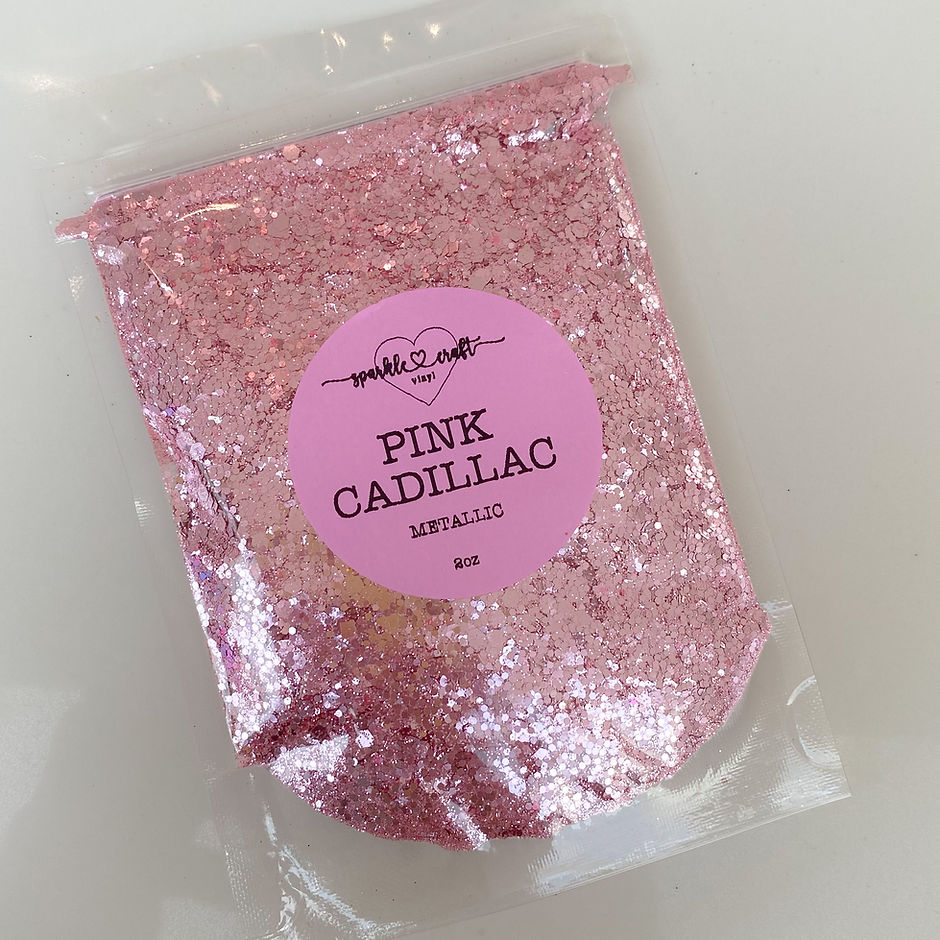 sparkle craft
vinyl
PINK
CADILLAC
METALLIC
2oz